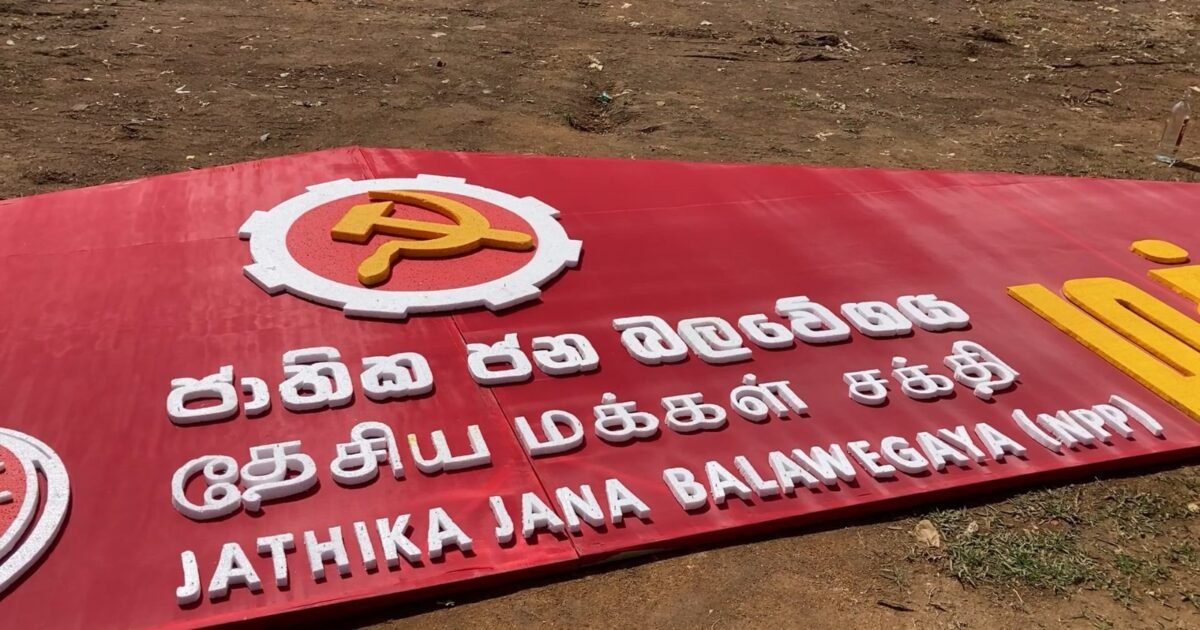 ජාතික ජන බලවේගය
தேசிய மக்கள் சக்தி
JATHIKA JANA BALAWEGAYA (NPP)